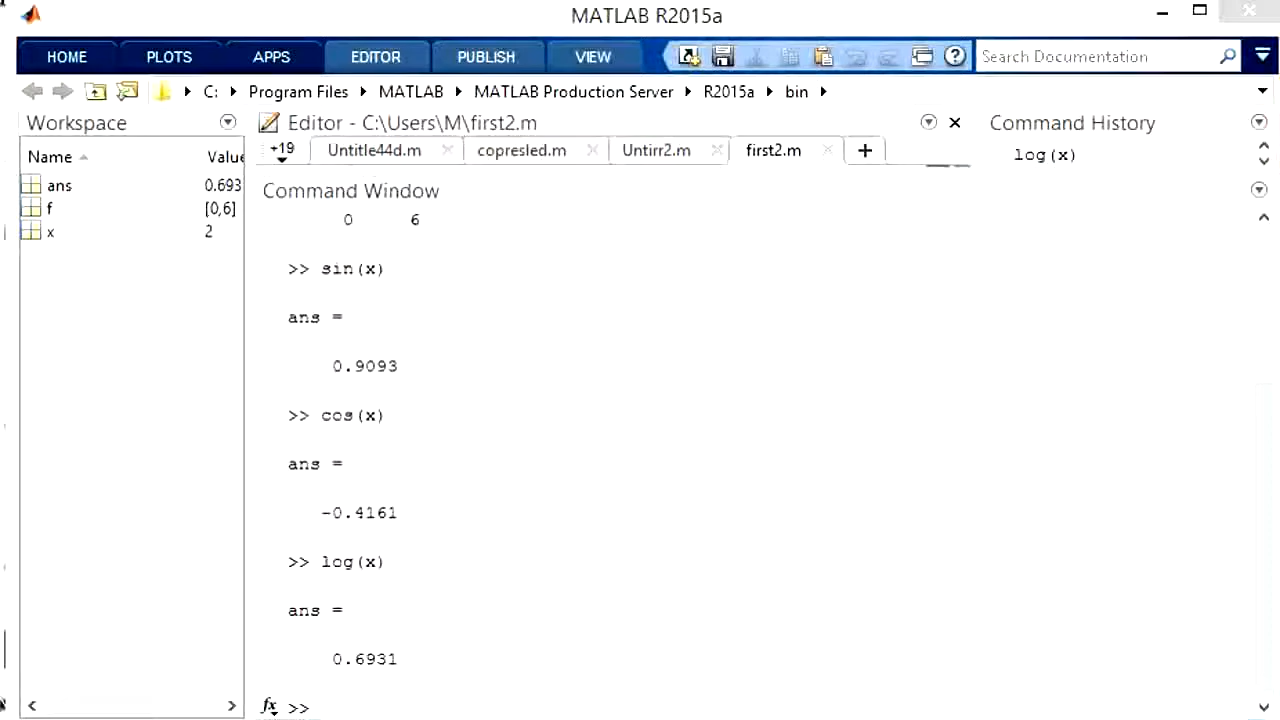 MATLAB R2015a
HOME PLOTS APPS EDITOR PUBLISH VIEW Search Documentation
C: Program Files MATLAB MATLAB Production Server R2015a bin
Workspace
Name Value
ans 0.693
f [0,6]
x 2
Editor - C:\Users\M\first2.m
+19 Untitle44d.m copresled.m Untirr2.m first2.m +
Command Window
0 6
>> sin(x)
ans =
0.9093
>> cos(x)
ans =
-0.4161
>> log(x)
ans =
0.6931
fx >>
Command History
log(x)